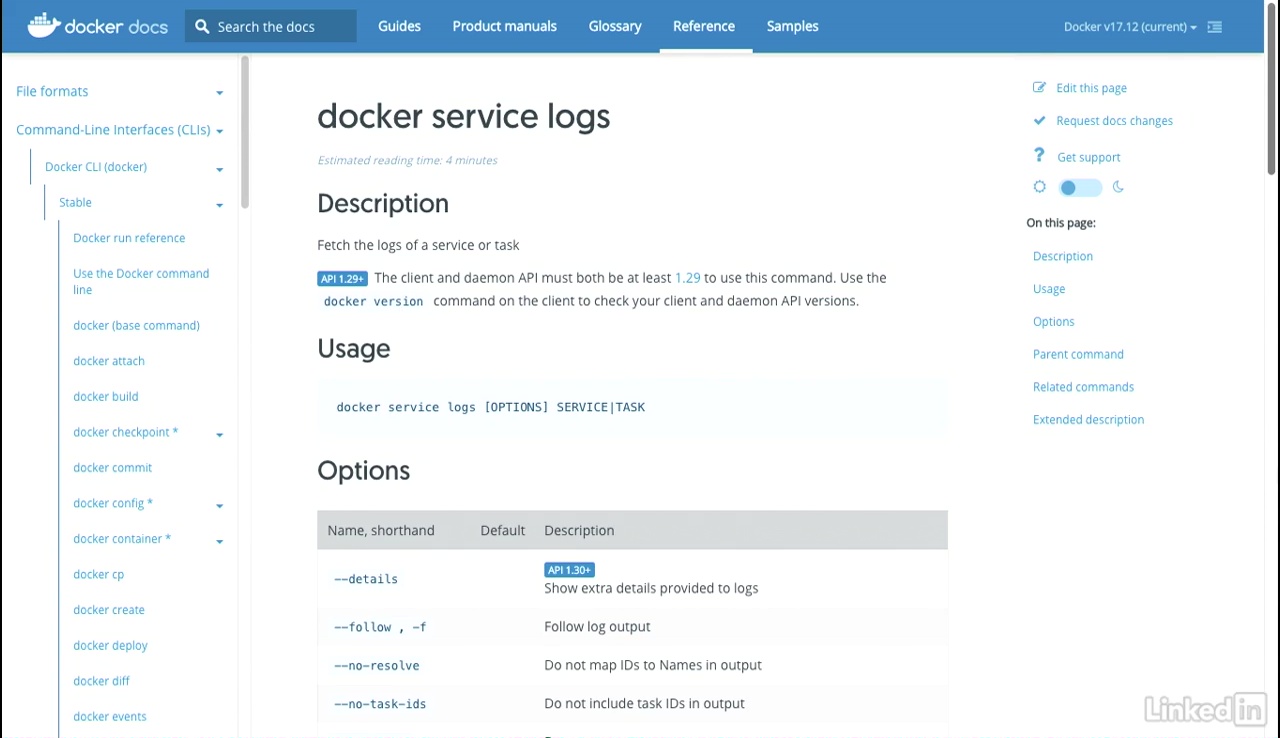 docker docs
Search the docs
Guides
Product manuals
Glossary
Reference
Samples
Docker v17.12 (current)
File formats
Command-Line Interfaces (CLIs)
Docker CLI (docker)
Stable
Docker run reference
Use the Docker command
line
docker (base command)
docker attach
docker build
docker checkpoint *
docker commit
docker config *
docker container *
docker cp
docker create
docker deploy
docker diff
docker events
docker service logs
Estimated reading time: 4 minutes
Description
Fetch the logs of a service or task
API 1.29+ The client and daemon API must both be at least 1.29 to use this command. Use the
docker version command on the client to check your client and daemon API versions.
Usage
docker service logs [OPTIONS] SERVICE|TASK
Options
Name, shorthand Default Description
--details API 1.30+
Show extra details provided to logs
--follow , -f Follow log output
--no-resolve Do not map IDs to Names in output
--no-task-ids Do not include task IDs in output
Edit this page
Request docs changes
Get support
On this page:
Description
Usage
Options
Parent command
Related commands
Extended description
Linked in